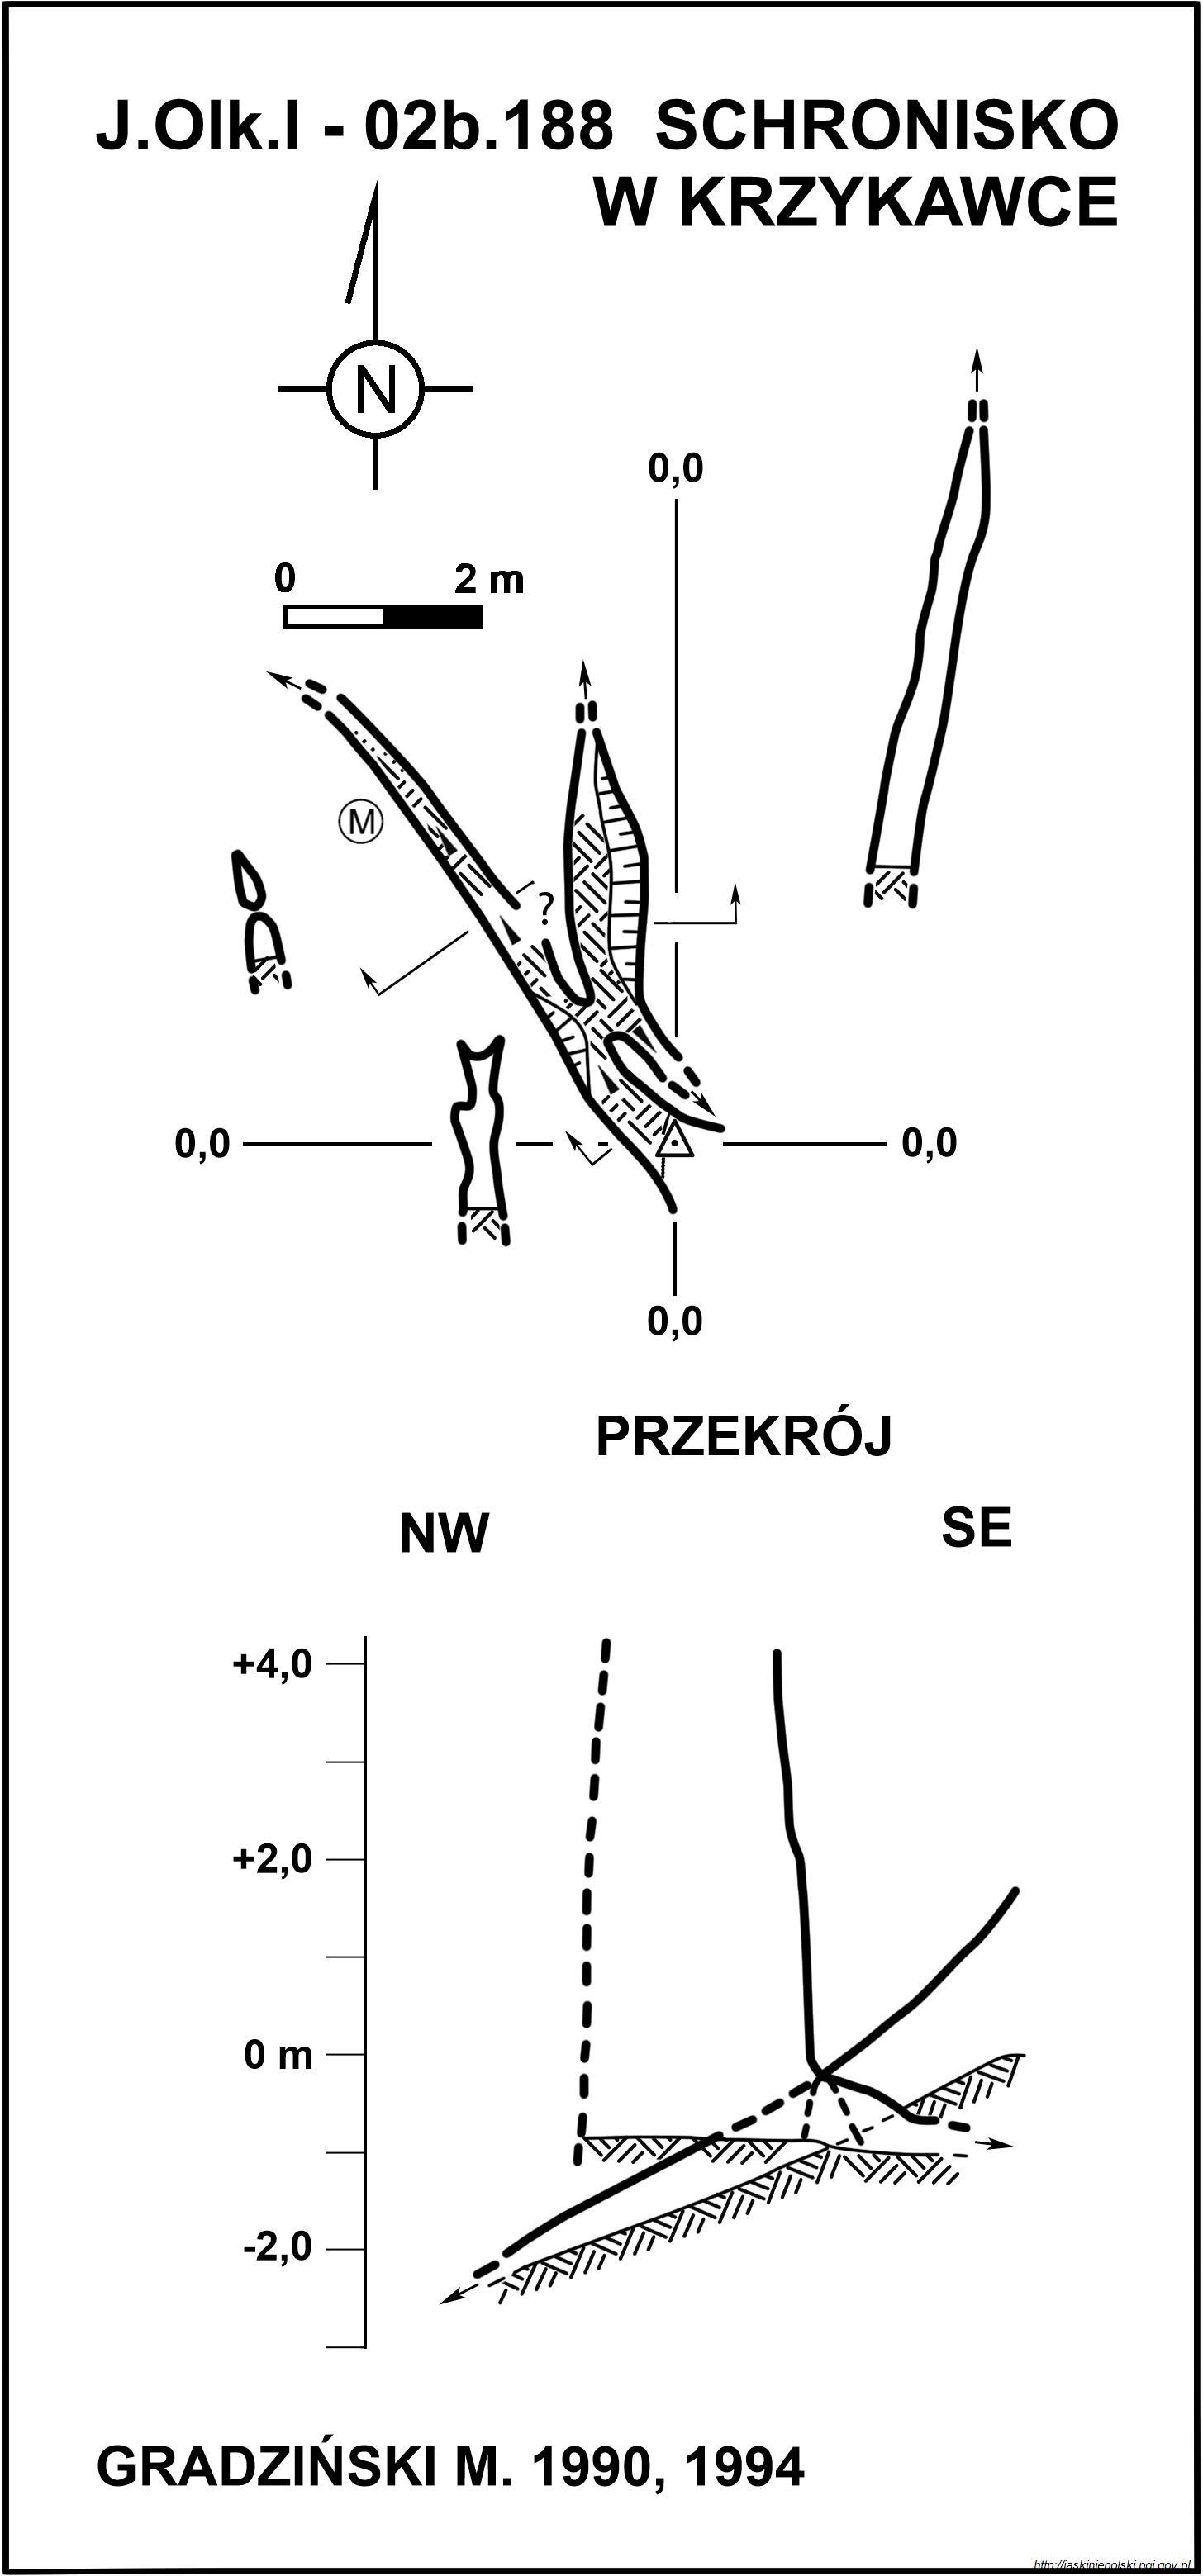 J.Olk.I - 02b.188 SCHRONISKO
W KRZYKAWCE
N
0,0
0 2 m
M
?
0,0 0,0
0,0
PRZEKRÓJ
NW SE
+4,0
+2,0
0 m
-2,0
GRADZIŃSKI M. 1990, 1994
http://jaskiniepolski.pgi.gov.pl